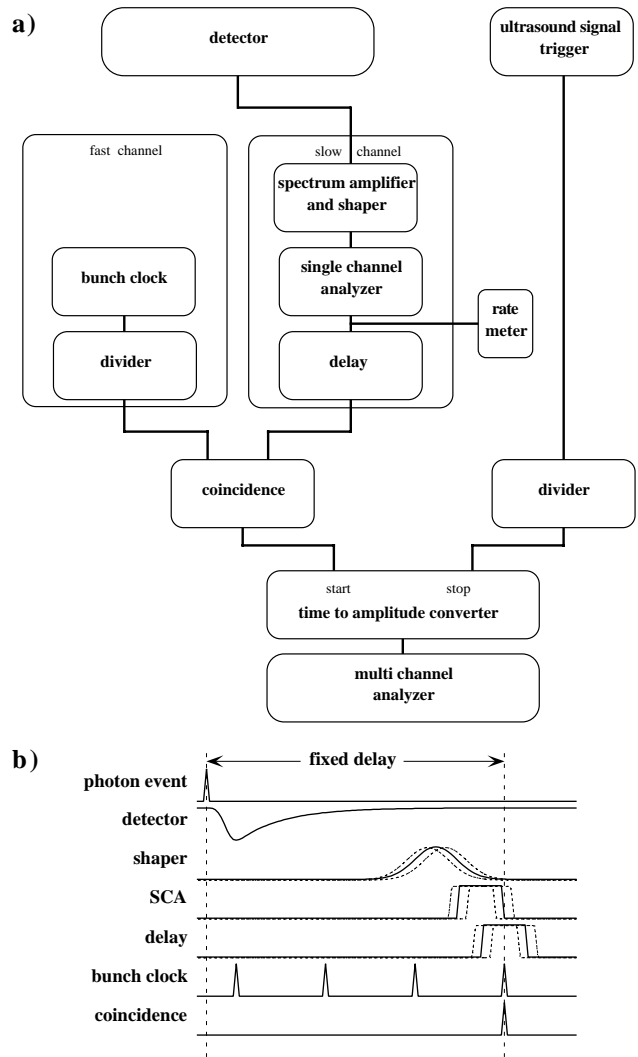 a)
detector
ultrasound signal
trigger
fast channel
slow channel
spectrum amplifier
and shaper
bunch clock
single channel
analyzer
rate
meter
divider
delay
coincidence
divider
start
stop
time to amplitude converter
multi channel
analyzer
b)
fixed delay
photon event
detector
shaper
SCA
delay
bunch clock
coincidence